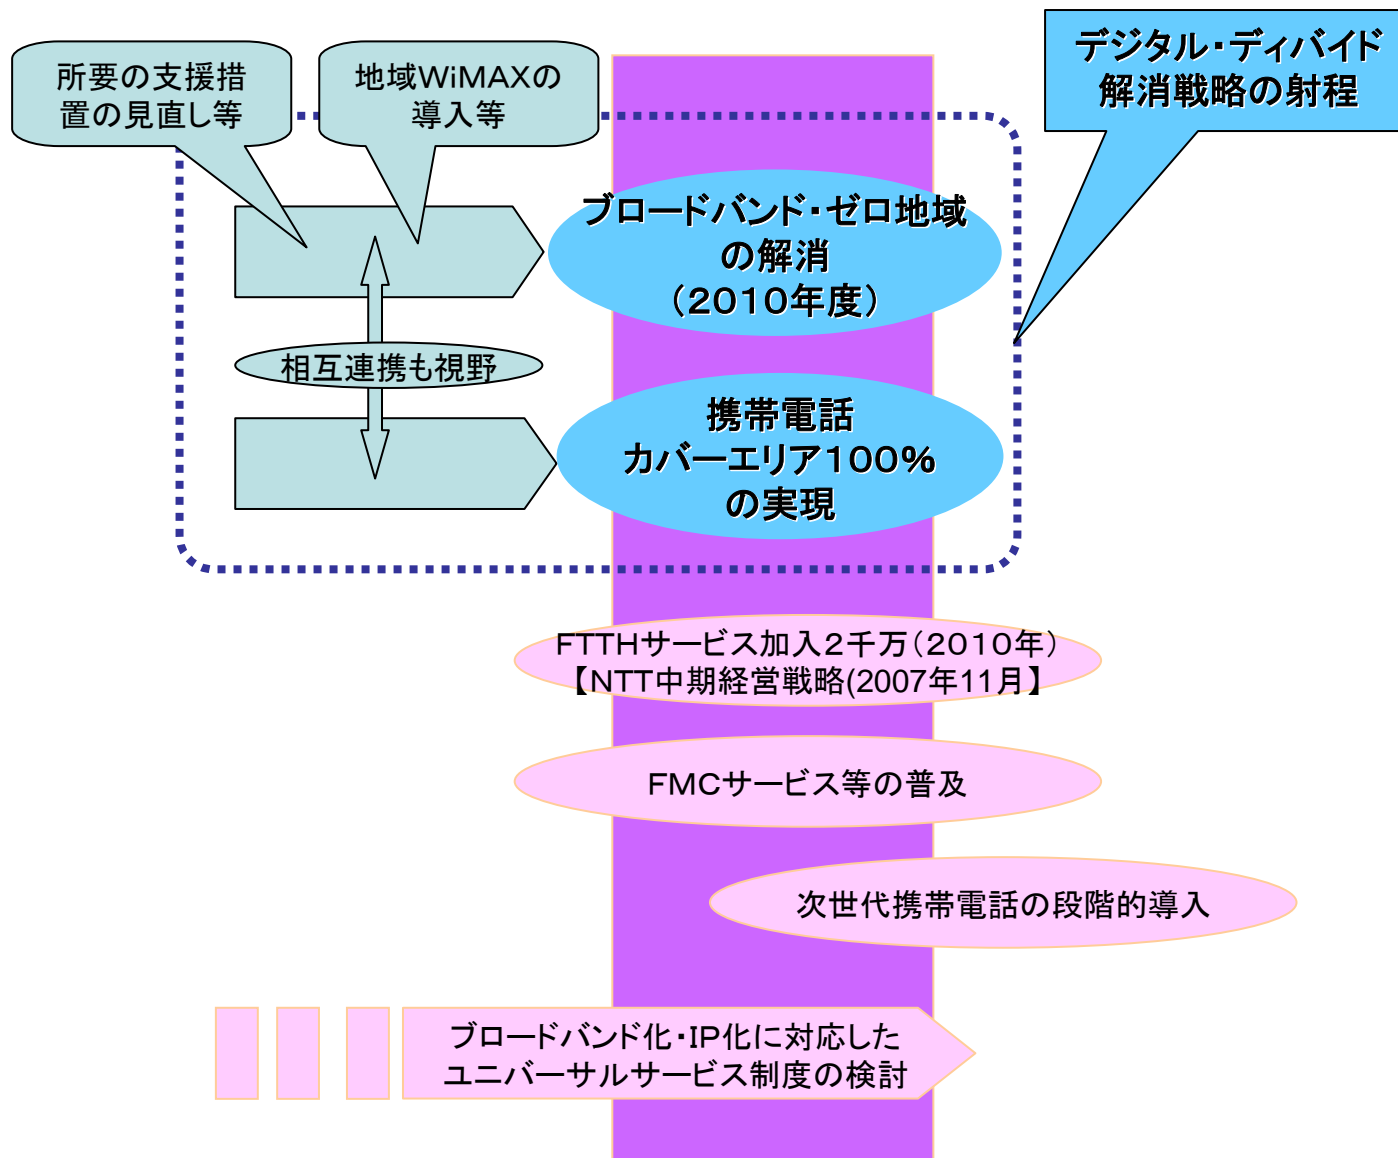 デジタル・ディバイド
解消戦略の射程
所要の支援措
置の見直し等
地域WiMAXの
導入等
ブロードバンド・ゼロ地域
の解消
（２０１０年度）
相互連携も視野
携帯電話
カバーエリア１００％
の実現
FTTHサービス加入２千万（２０１０年）
【NTT中期経営戦略(2007年11月】
FMCサービス等の普及
次世代携帯電話の段階的導入
ブロードバンド化・IP化に対応した
ユニバーサルサービス制度の検討